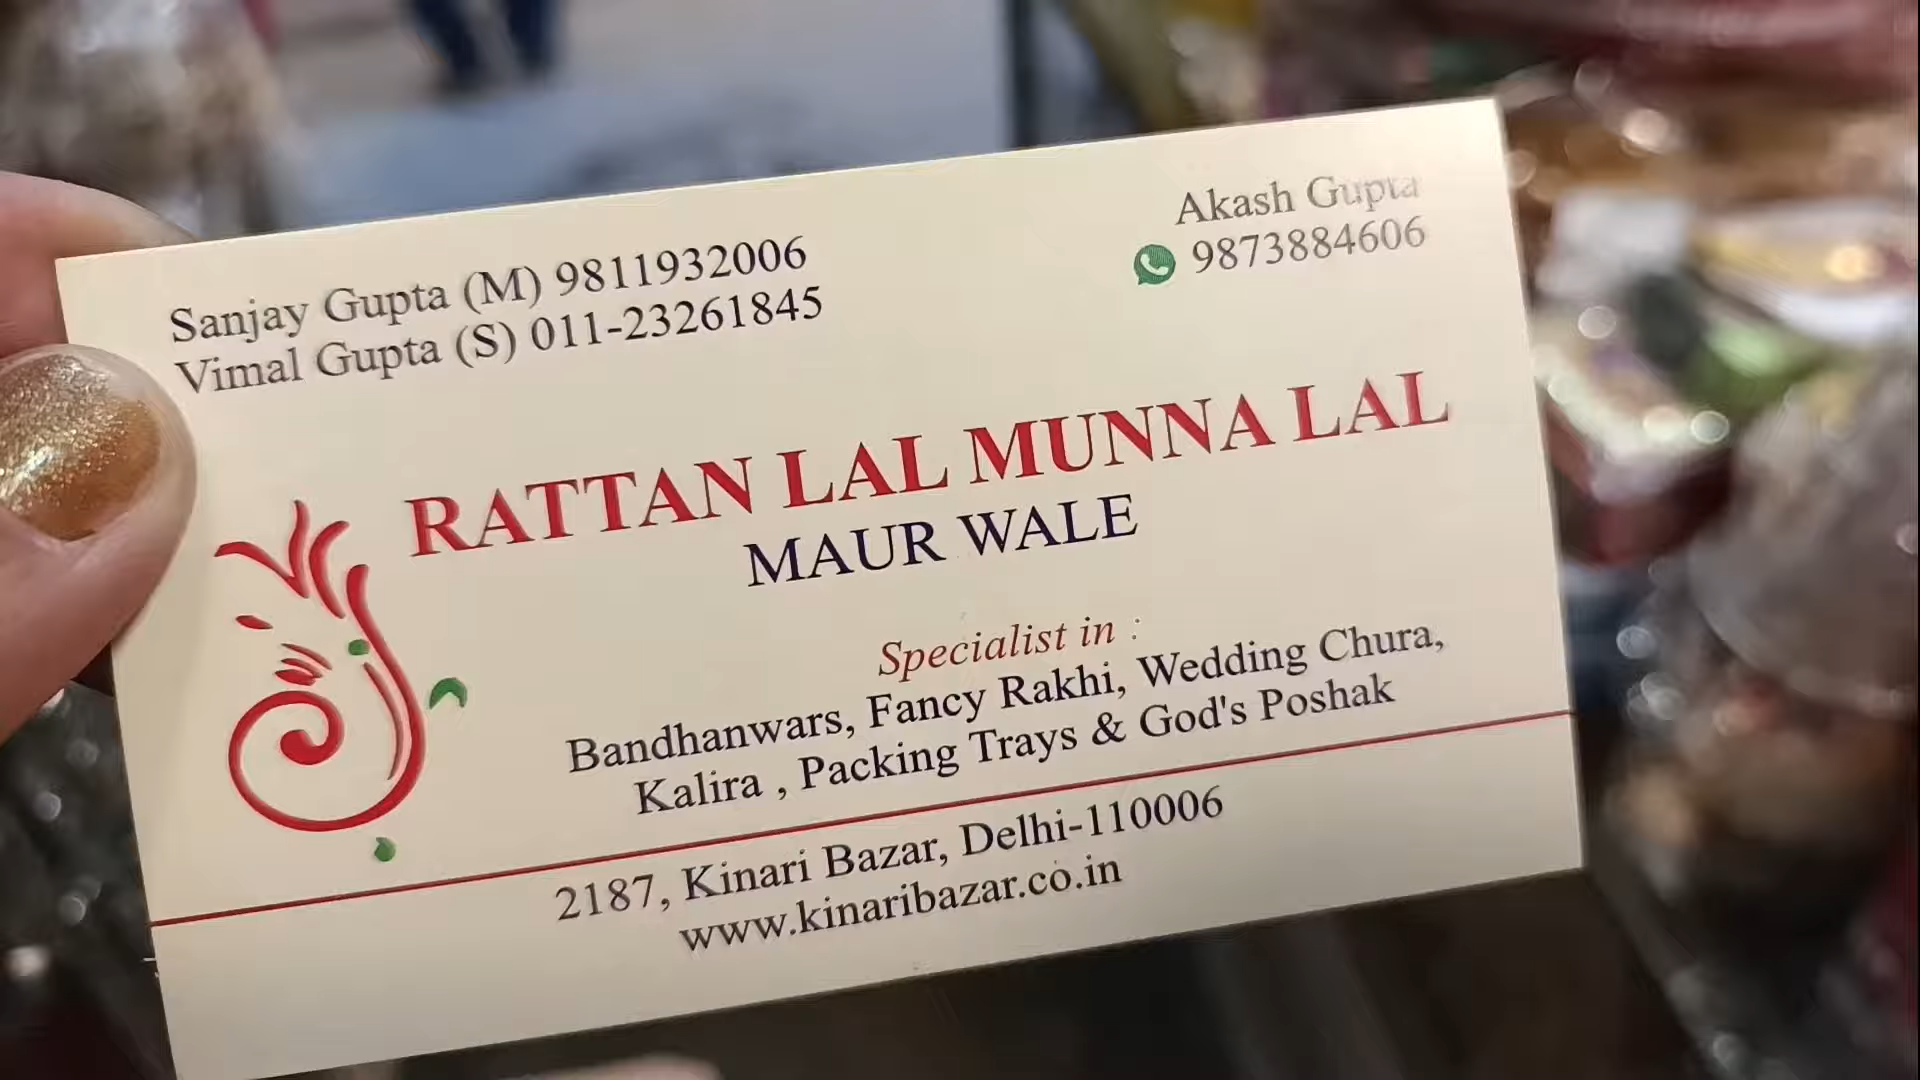 Sanjay Gupta (M) 9811932006
Vimal Gupta (S) 011-23261845
Akash Gupta
9873884606
RATTAN LAL MUNNA LAL
MAUR WALE
Specialist in :
Bandhanwars, Fancy Rakhi, Wedding Chura,
Kalira , Packing Trays & God's Poshak
2187, Kinari Bazar, Delhi-110006
www.kinaribazar.co.in